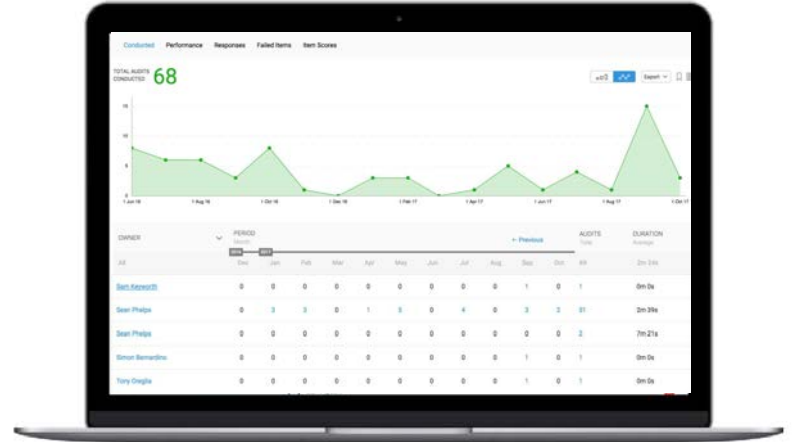 Conducted Performance Responses Failed Items Item Scores
TOTAL AUDITS
CONDUCTED 68
Export
15
10
5
0
1 Jun 16 1 Aug 16 1 Oct 16 1 Dec 16 1 Feb 17 1 Apr 17 1 Jun 17 1 Aug 17 1 Oct 17
OWNER PERIOD AUDITS DURATION
Month ← Previous Total Average
2016 2017
All Dec Jan Feb Mar Apr May Jun Jul Aug Sep Oct 2m 34s
Sam Keyworth 0 0 0 0 0 0 0 0 0 1 0 1 0m 0s
Sean Phelps 0 3 3 0 1 5 0 4 0 3 2 2m 39s
Sean Phelps 0 0 0 0 0 0 0 0 0 0 0 2 7m 21s
Simon Bernardino 0 0 0 0 0 0 0 0 0 1 0 1 0m 0s
Tony Oreglia 0 0 0 0 0 0 0 0 0 1 0 1 0m 0s